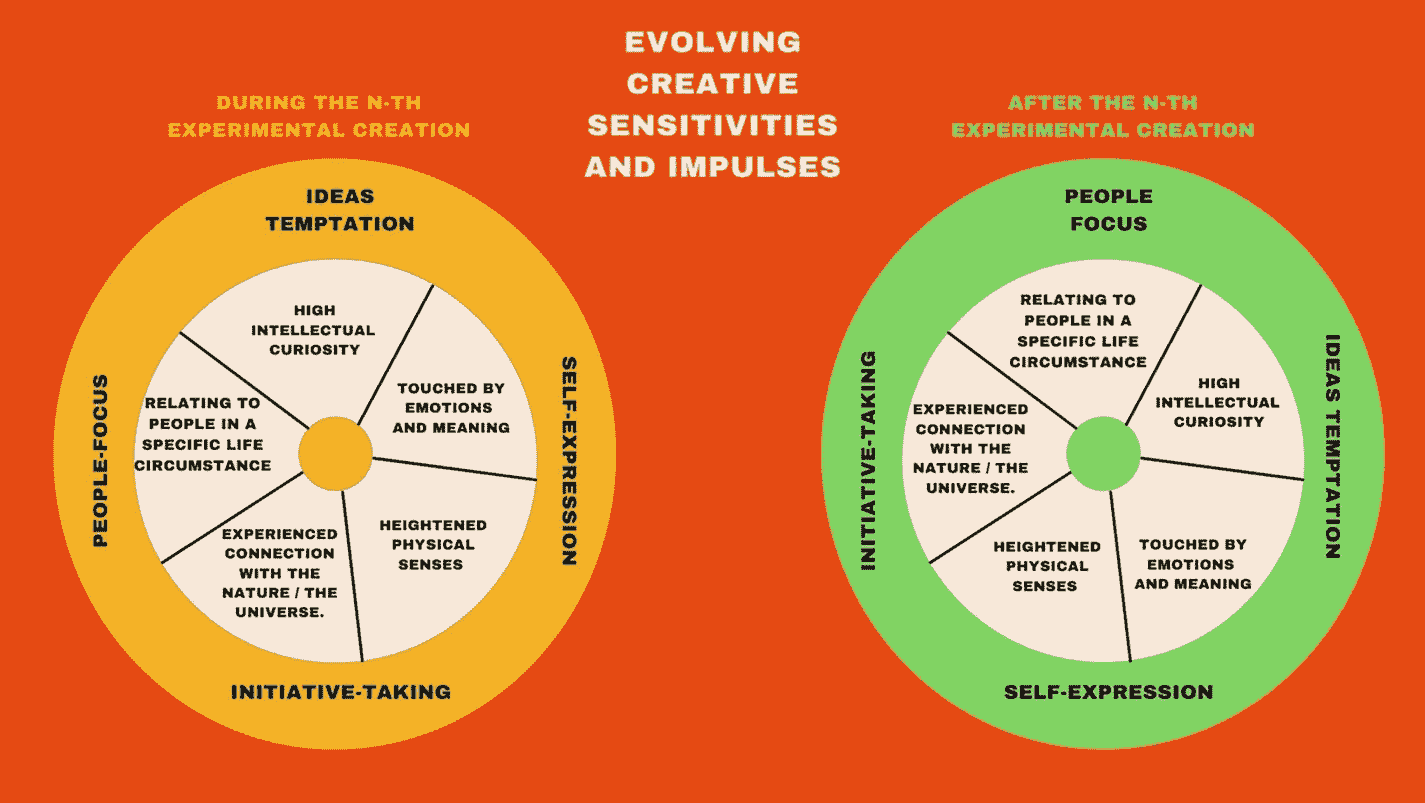 EVOLVING
CREATIVE
SENSITIVITIES
AND IMPULSES
DURING THE N-TH
EXPERIMENTAL CREATION
IDEAS
TEMPTATION
HIGH
INTELLECTUAL
CURIOSITY
TOUCHED BY
EMOTIONS
AND MEANING
SELF-EXPRESSION
HEIGHTENED
PHYSICAL
SENSES
EXPERIENCED
CONNECTION
WITH THE
NATURE / THE
UNIVERSE.
INITIATIVE-TAKING
RELATING TO
PEOPLE IN A
SPECIFIC LIFE
CIRCUMSTANCE
PEOPLE-FOCUS
AFTER THE N-TH
EXPERIMENTAL CREATION
PEOPLE
FOCUS
RELATING TO
PEOPLE IN A
SPECIFIC LIFE
CIRCUMSTANCE
HIGH
INTELLECTUAL
CURIOSITY
IDEAS TEMPTATION
TOUCHED BY
EMOTIONS
AND MEANING
HEIGHTENED
PHYSICAL
SENSES
SELF-EXPRESSION
EXPERIENCED
CONNECTION
WITH THE
NATURE / THE
UNIVERSE.
INITIATIVE-TAKING